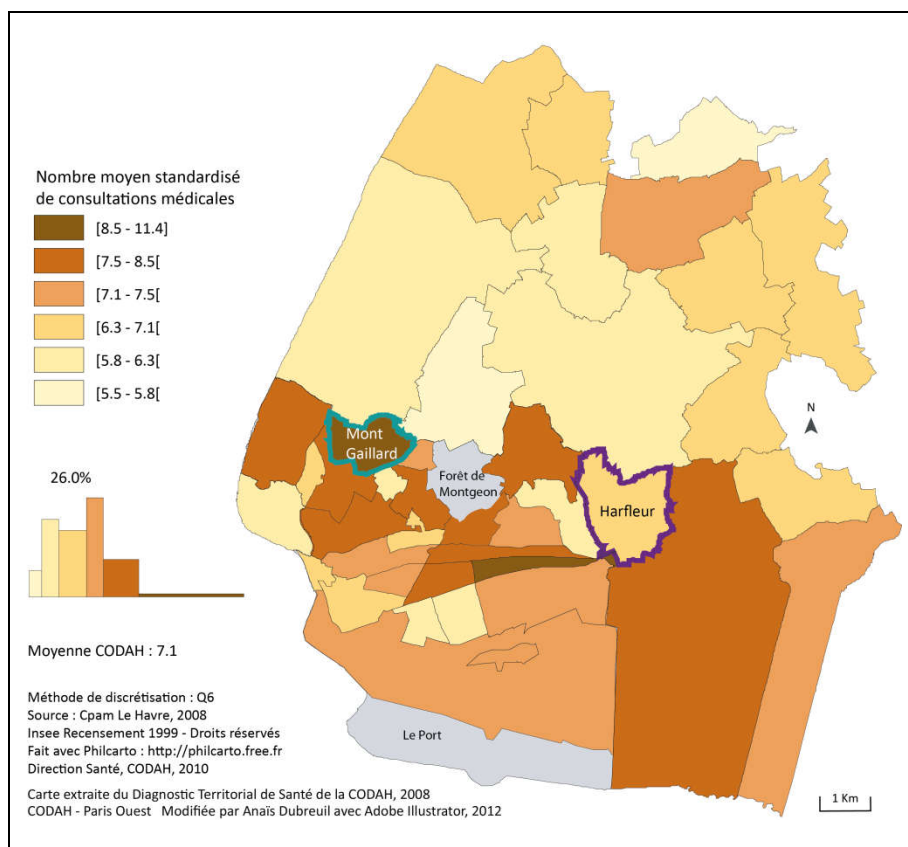 Nombre moyen standardisé
de consultations médicales
[8.5 - 11.4]
[7.5 - 8.5[
[7.1 - 7.5[
[6.3 - 7.1[
[5.8 - 6.3[
[5.5 - 5.8[
N
Mont
Gaillard
Forêt de
Montgeon
26.0%
Harfleur
Moyenne CODAH : 7.1
Méthode de discrétisation : Q6
Source : Cpam Le Havre, 2008
Insee Recensement 1999 - Droits réservés
Fait avec Philcarto : http://philcarto.free.fr
Direction Santé, CODAH, 2010
Le Port
Carte extraite du Diagnostic Territorial de Santé de la CODAH, 2008
CODAH - Paris Ouest Modifiée par Anaïs Dubreuil avec Adobe Illustrator, 2012
1 Km